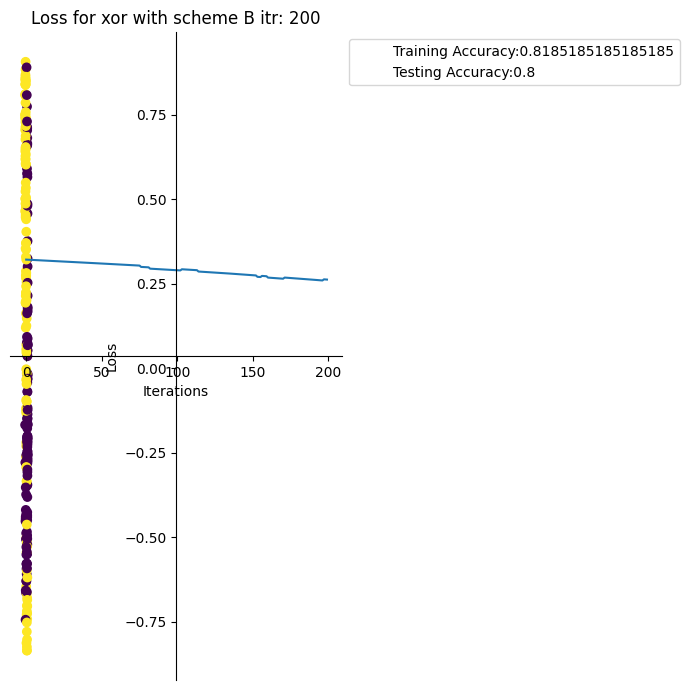 Loss for xor with scheme B itr: 200
Training Accuracy:0.8185185185185185
Testing Accuracy:0.8
0.75
0.50
0.25
0.00
−0.25
−0.50
−0.75
Loss
0 50 100 150 200
Iterations